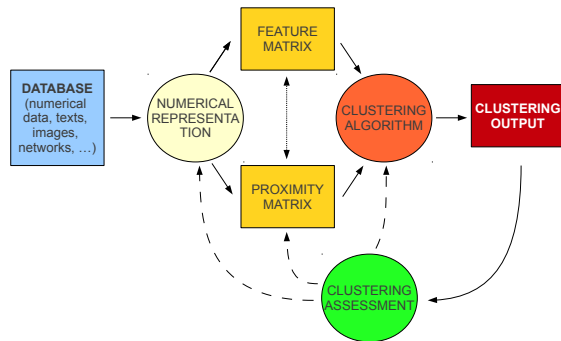 DATABASE
(numerical
data, texts,
images,
networks, …)
NUMERICAL
REPRESENTA
TION
FEATURE
MATRIX
PROXIMITY
MATRIX
CLUSTERING
ALGORITHM
CLUSTERING
OUTPUT
CLUSTERING
ASSESSMENT